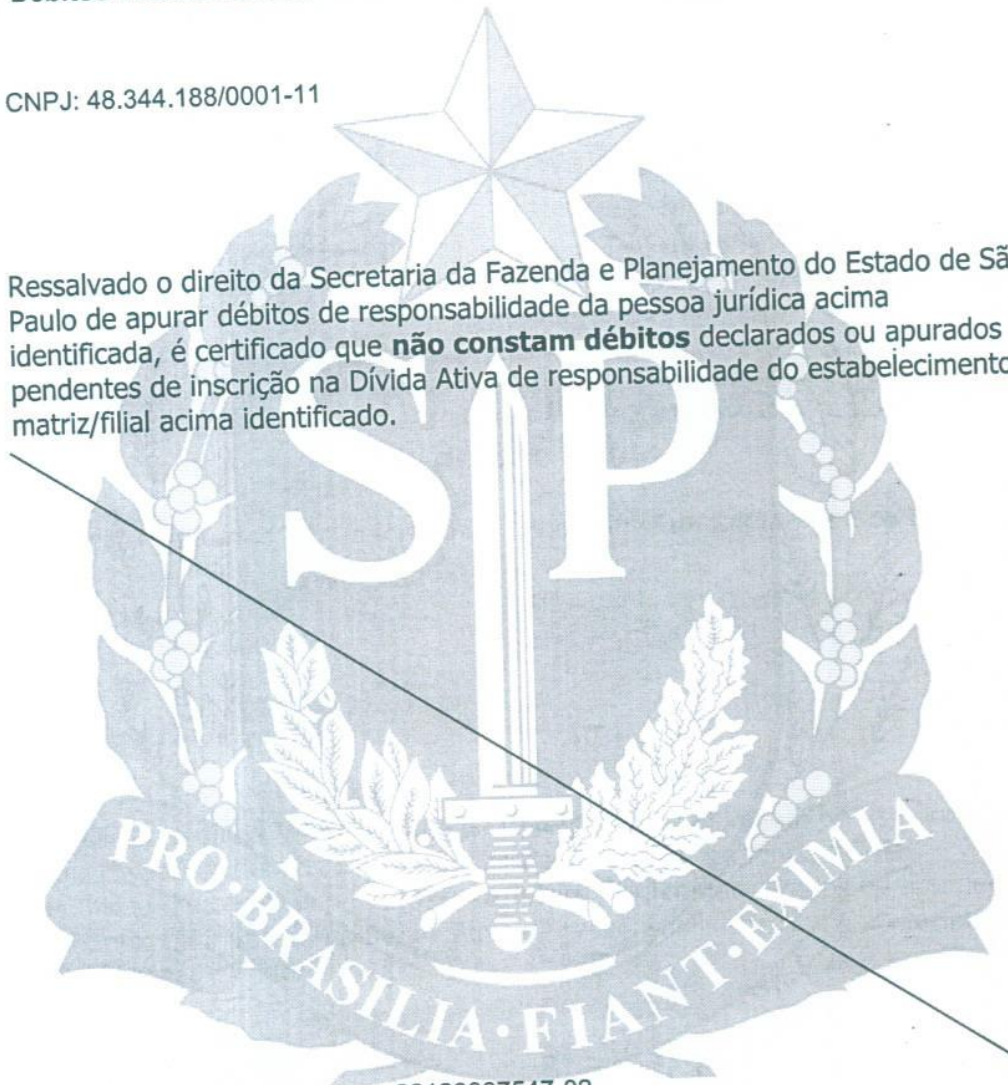 CNPJ: 48.344.188/0001-11
Ressalvado o direito da Secretaria da Fazenda e Planejamento do Estado de Sã
Paulo de apurar débitos de responsabilidade da pessoa jurídica acima
identificada, é certificado que não constam débitos declarados ou apurados
pendentes de inscrição na Dívida Ativa de responsabilidade do estabelecimento
matriz/filial acima identificado.
SP
PRO·BRASILIA·FIANT·EXIMIA